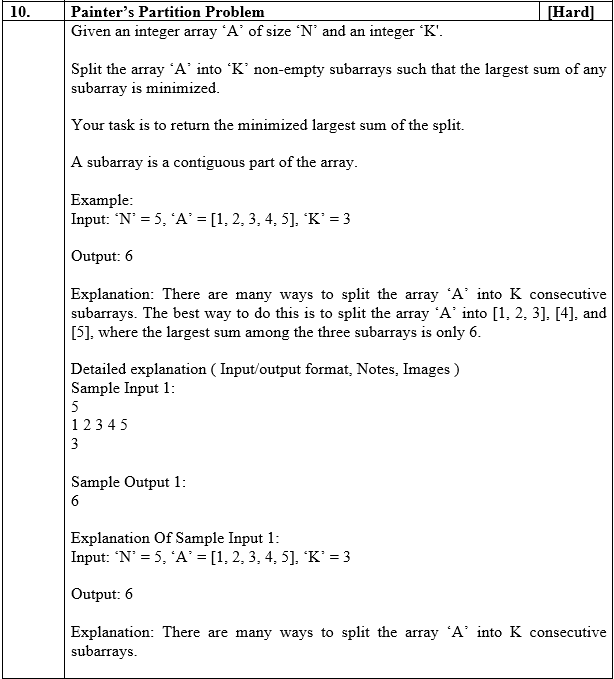 10. Painter’s Partition Problem [Hard]
Given an integer array ‘A’ of size ‘N’ and an integer ‘K'.
Split the array ‘A’ into ‘K’ non-empty subarrays such that the largest sum of any
subarray is minimized.
Your task is to return the minimized largest sum of the split.
A subarray is a contiguous part of the array.
Example:
Input: ‘N’ = 5, ‘A’ = [1, 2, 3, 4, 5], ‘K’ = 3
Output: 6
Explanation: There are many ways to split the array ‘A’ into K consecutive
subarrays. The best way to do this is to split the array ‘A’ into [1, 2, 3], [4], and
[5], where the largest sum among the three subarrays is only 6.
Detailed explanation ( Input/output format, Notes, Images )
Sample Input 1:
5
1 2 3 4 5
3
Sample Output 1:
6
Explanation Of Sample Input 1:
Input: ‘N’ = 5, ‘A’ = [1, 2, 3, 4, 5], ‘K’ = 3
Output: 6
Explanation: There are many ways to split the array ‘A’ into K consecutive
subarrays.